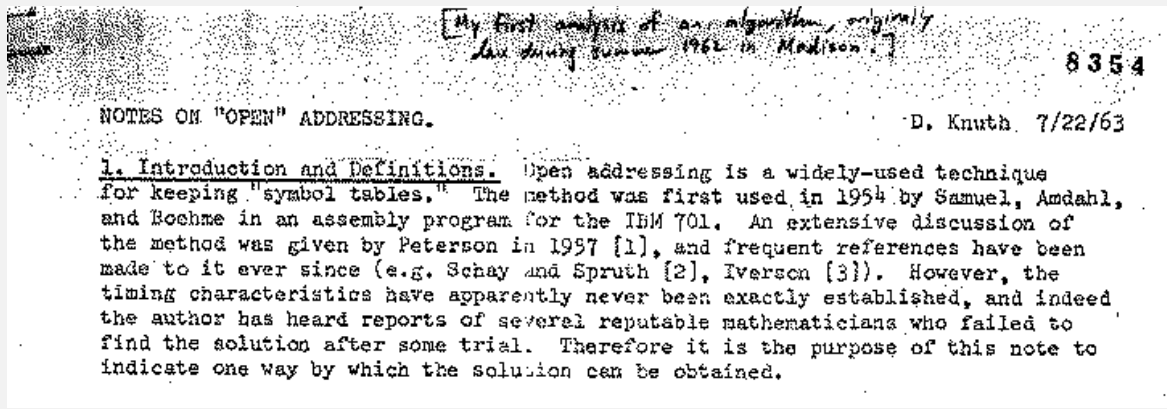 [My first analysis of an algorithm, originally
done during summer 1962 in Madison.]
8354
NOTES ON "OPEN" ADDRESSING.
D. Knuth 7/22/63
1. Introduction and Definitions. Open addressing is a widely-used technique
for keeping "symbol tables." The method was first used in 1954 by Samuel, Amdahl,
and Boehme in an assembly program for the IBM 701. An extensive discussion of
the method was given by Peterson in 1957 [1], and frequent references have been
made to it ever since (e.g. Schay and Spruth [2], Iverson [3]). However, the
timing characteristics have apparently never been exactly established, and indeed
the author has heard reports of several reputable mathematicians who failed to
find the solution after some trial. Therefore it is the purpose of this note to
indicate one way by which the solution can be obtained.